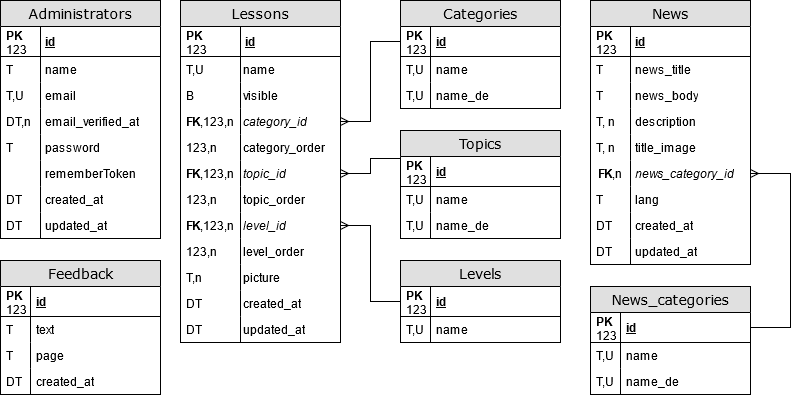 Administrators
PK
123 id
T name
T,U email
DT,n email_verified_at
T password
rememberToken
DT created_at
DT updated_at
Feedback
PK
123 id
T text
T page
DT created_at
Lessons
PK
123 id
T,U name
B visible
FK,123,n category_id
123,n category_order
FK,123,n topic_id
123,n topic_order
FK,123,n level_id
123,n level_order
T,n picture
DT created_at
DT updated_at
Categories
PK
123 id
T,U name
T,U name_de
Topics
PK
123 id
T,U name
T,U name_de
Levels
PK
123 id
T,U name
News
PK
123 id
T news_title
T news_body
T, n description
T, n title_image
FK,n news_category_id
T lang
DT created_at
DT updated_at
News_categories
PK
123 id
T,U name
T,U name_de